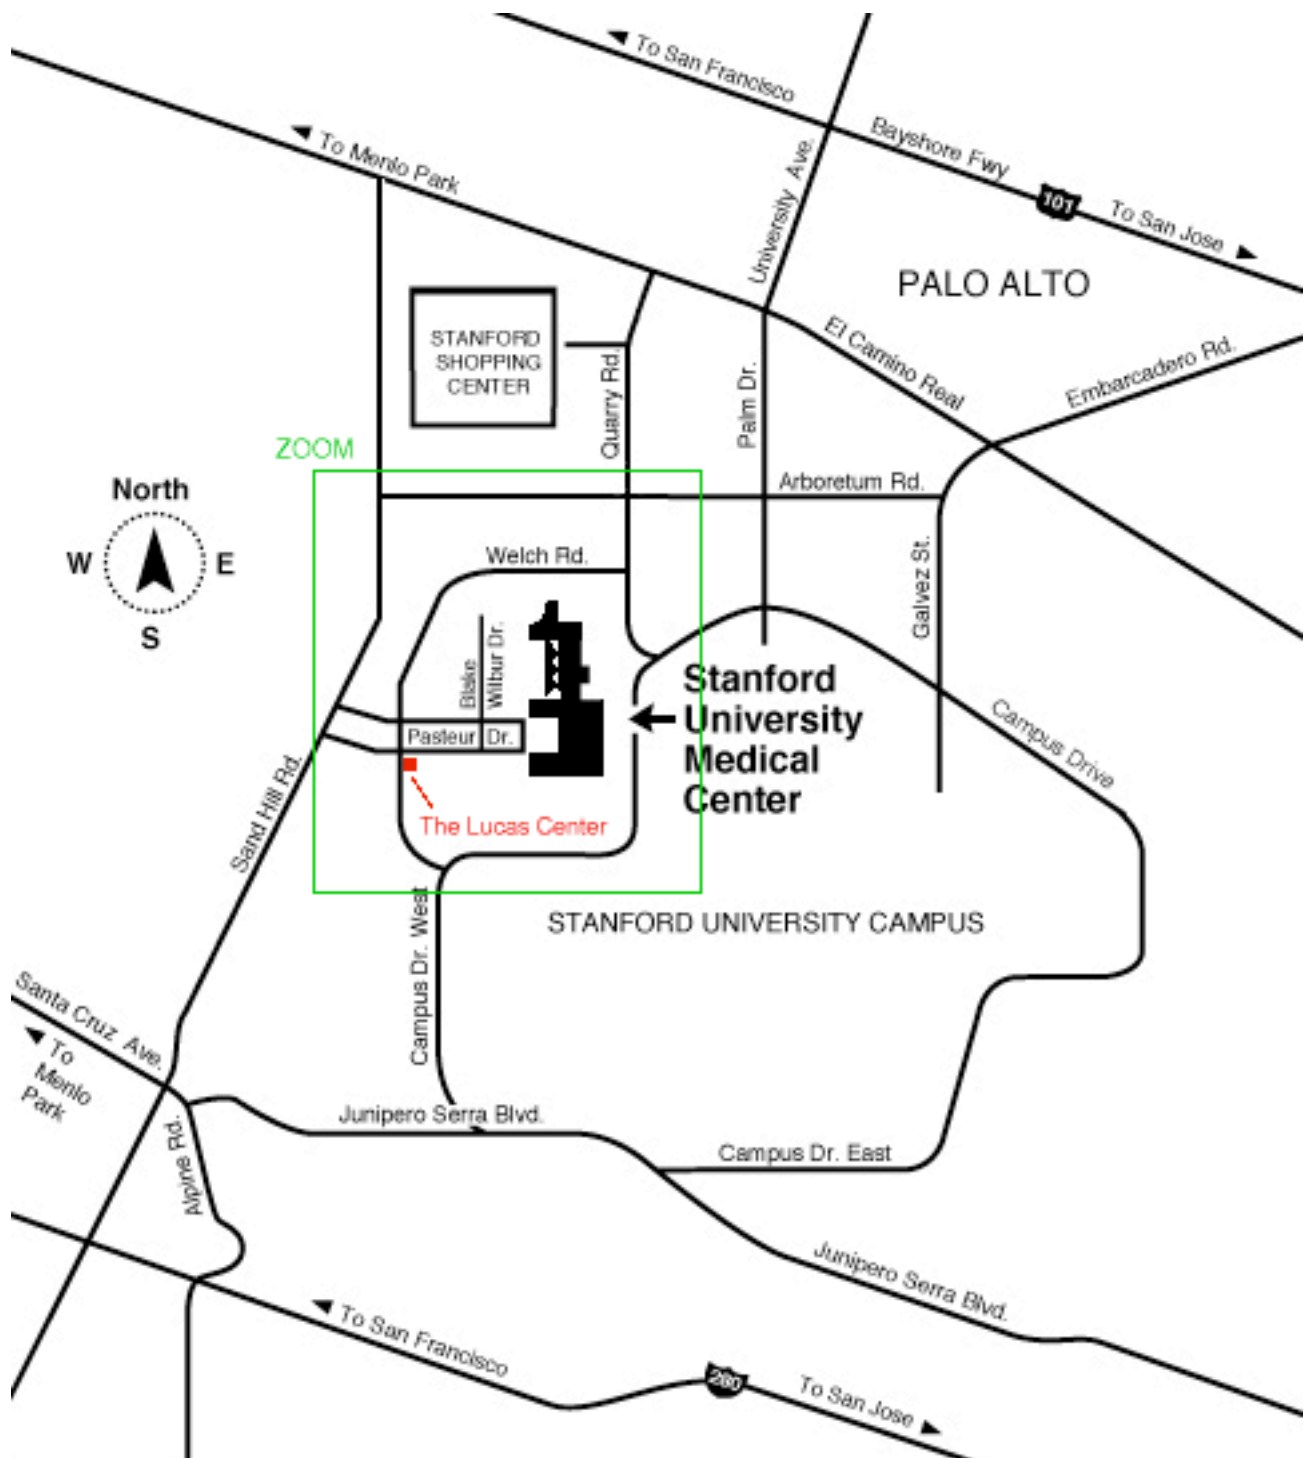 To San Francisco
Bayshore Fwy
101
To San Jose
To Menlo Park
University Ave.
PALO ALTO
STANFORD
SHOPPING
CENTER
Quarry Rd.
Palm Dr.
El Camino Real
Embarcadero Rd.
ZOOM
Arboretum Rd.
North
W
E
S
Welch Rd.
Galvez St.
Blake
Wilbur Dr.
Pasteur Dr.
Stanford
University
Medical
Center
Campus Drive
Sand Hill Rd.
The Lucas Center
Campus Dr. West
STANFORD UNIVERSITY CAMPUS
Santa Cruz Ave.
To
Menlo
Park
Alpine Rd.
Junipero Serra Blvd.
Campus Dr. East
Junipero Serra Blvd.
To San Francisco
280
To San Jose